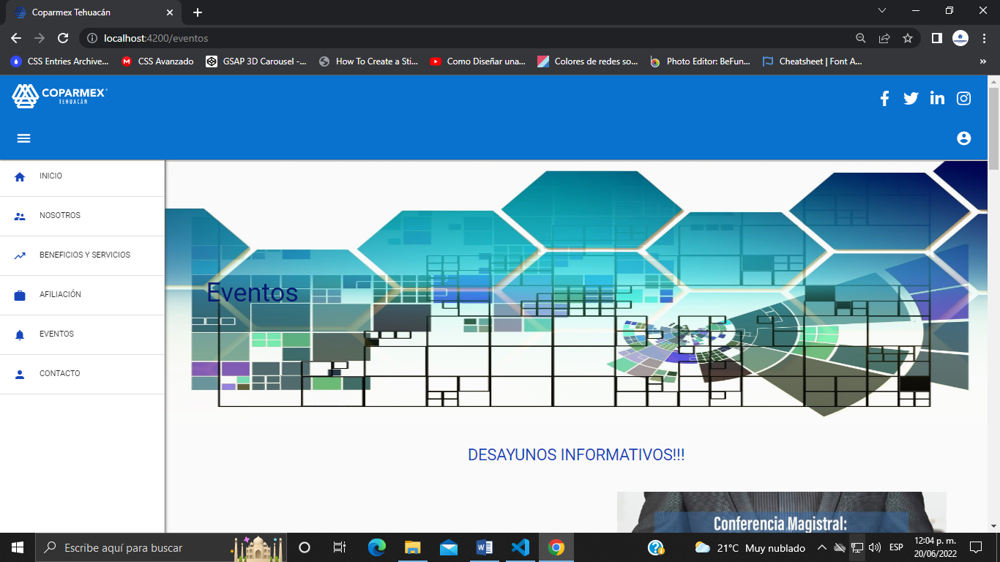 Coparmex Tehuacán
localhost:4200/eventos
CSS Entries Archive...
CSS Avanzado
GSAP 3D Carousel -...
How To Create a Sti...
Como Diseñar una...
Colores de redes so...
Photo Editor: BeFun...
Cheatsheet | Font A...
»
COPARMEX
TEHUACÁN
INICIO
NOSOTROS
BENEFICIOS Y SERVICIOS
AFILIACIÓN
EVENTOS
CONTACTO
Eventos
DESAYUNOS INFORMATIVOS!!!
Conferencia Magistral:
Escribe aquí para buscar
21°C Muy nublado
ESP
12:04 p. m.
20/06/2022